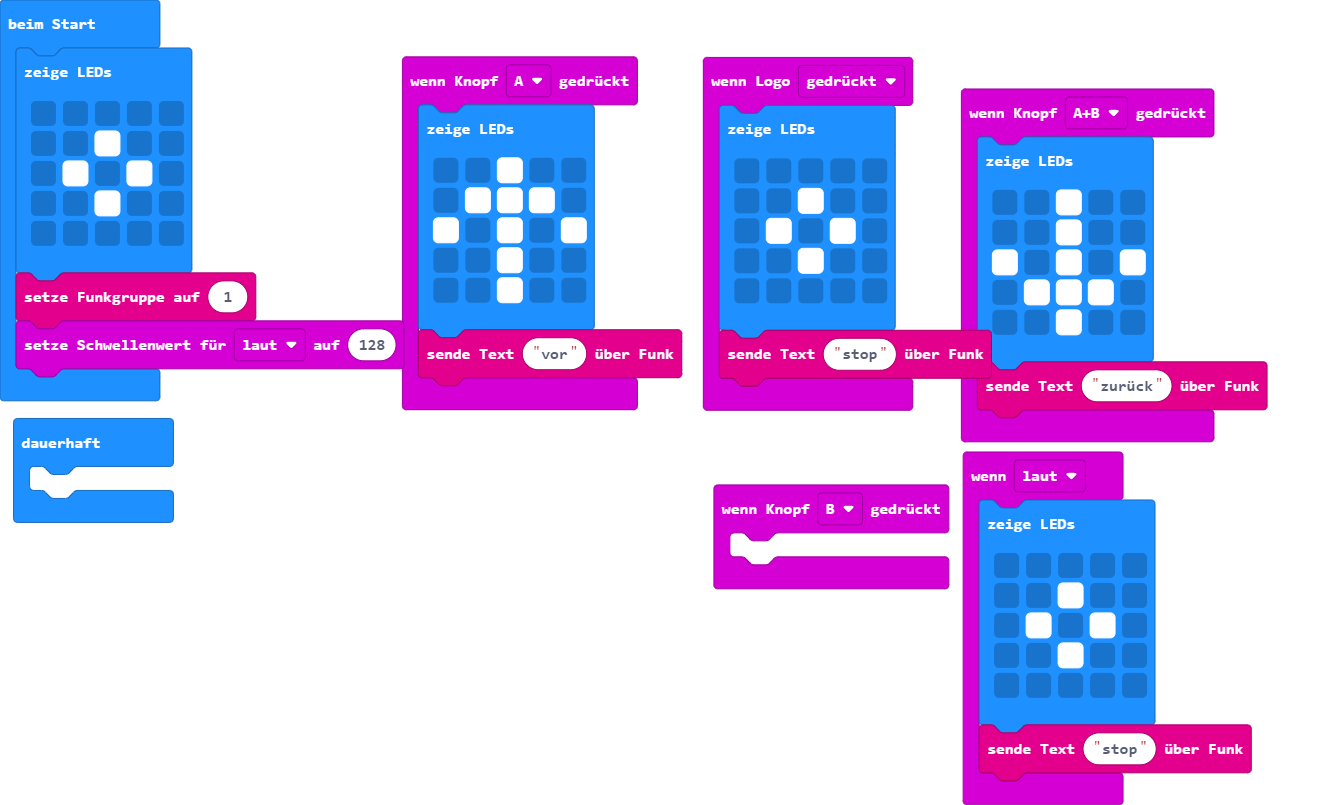 beim Start
zeige LEDs
setze Funkgruppe auf 1
setze Schwellenwert für laut auf 128
dauerhaft
wenn Knopf A gedrückt
zeige LEDs
sende Text "vor" über Funk
wenn Logo gedrückt
zeige LEDs
sende Text "stop" über Funk
wenn Knopf A+B gedrückt
zeige LEDs
sende Text "zurück" über Funk
wenn Knopf B gedrückt
wenn laut
zeige LEDs
sende Text "stop" über Funk